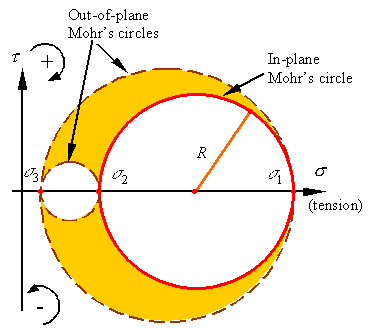 Out-of-plane
Mohr's circles
τ
+
In-plane
Mohr's circle
R
σ3
σ2
σ1
σ
(tension)
-